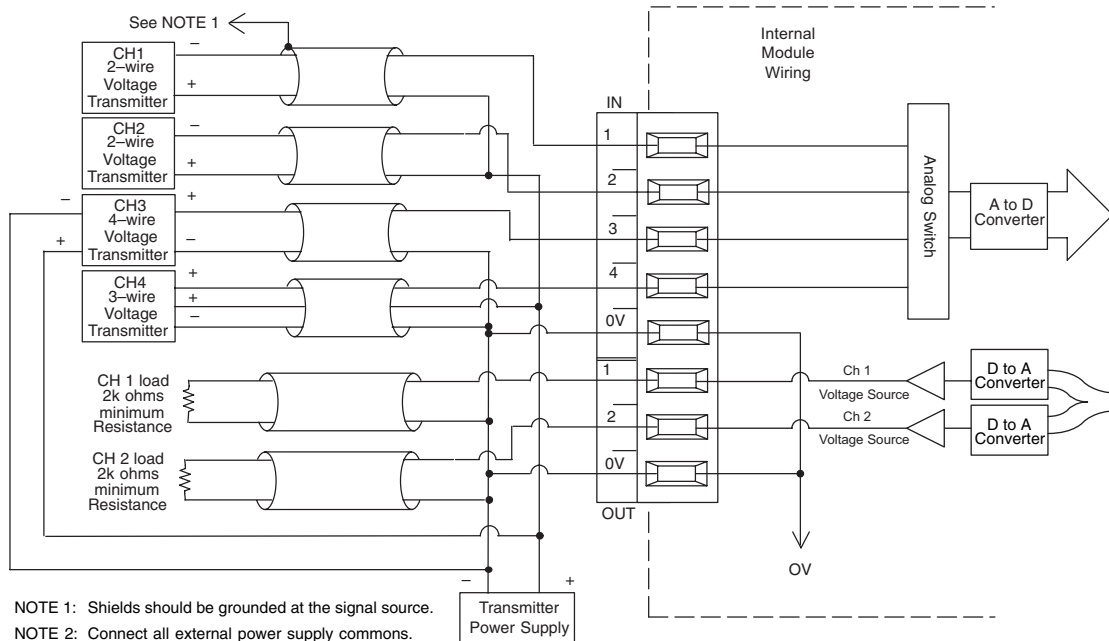 See NOTE 1
CH1
2–wire
Voltage
Transmitter
–
+
CH2
2–wire
Voltage
Transmitter
–
+
–
+
CH3
4–wire
Voltage
Transmitter
+
–
CH4
3–wire
Voltage
Transmitter
+
+
–
CH 1 load
2k ohms
minimum
Resistance
CH 2 load
2k ohms
minimum
Resistance
IN
1
2
3
4
0V
1
2
0V
OUT
Internal
Module
Wiring
Analog Switch
A to D
Converter
Ch 1
Voltage Source
D to A
Converter
Ch 2
Voltage Source
D to A
Converter
OV
–
+
Transmitter
Power Supply
NOTE 1: Shields should be grounded at the signal source.
NOTE 2: Connect all external power supply commons.